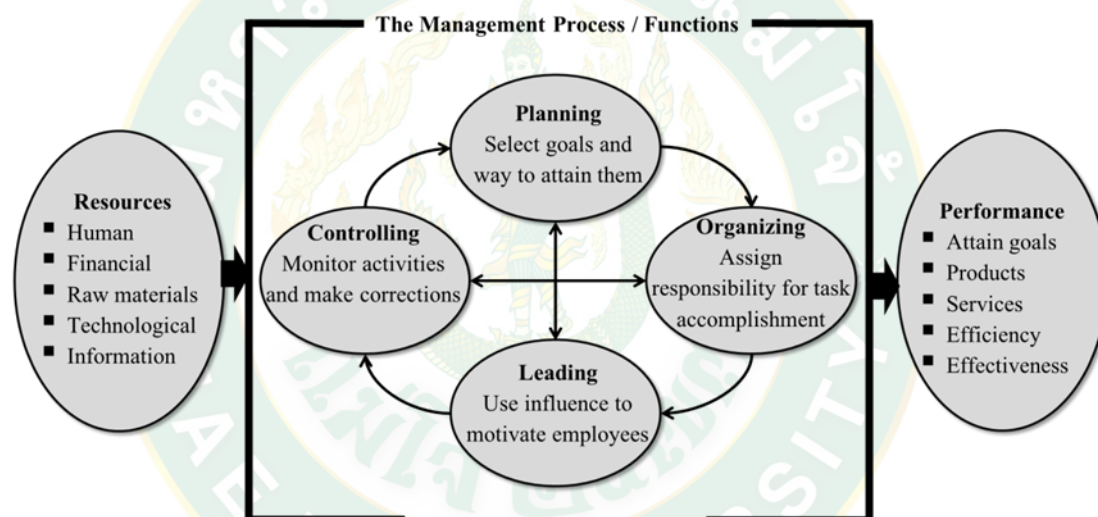 The Management Process / Functions
Resources
■ Human
■ Financial
■ Raw materials
■ Technological
■ Information
Planning
Select goals and
way to attain them
Controlling
Monitor activities
and make corrections
Organizing
Assign
responsibility for task
accomplishment
Leading
Use influence to
motivate employees
Performance
■ Attain goals
■ Products
■ Services
■ Efficiency
■ Effectiveness